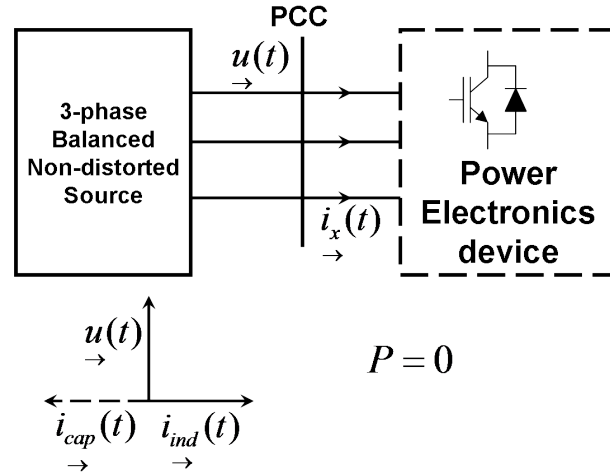 PCC
u(t)
3-phase
Balanced
Non-distorted
Source
Power
Electronics
device
i_x(t)
u(t)
P = 0
i_cap(t)
i_ind(t)